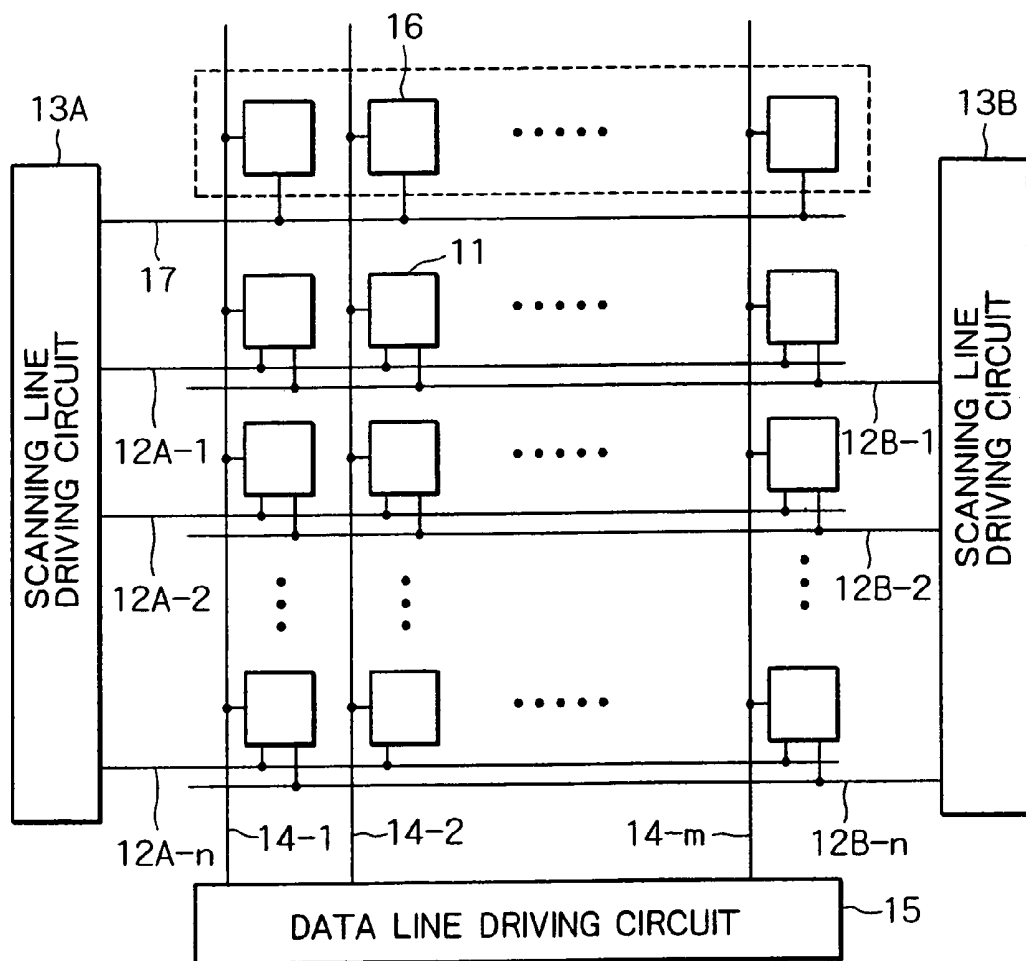 16
13A
13B
17
11
SCANNING LINE
DRIVING CIRCUIT
SCANNING LINE
DRIVING CIRCUIT
12A-1
12B-1
12A-2
12B-2
12A-n
14-1
14-2
14-m
12B-n
DATA LINE DRIVING CIRCUIT
15